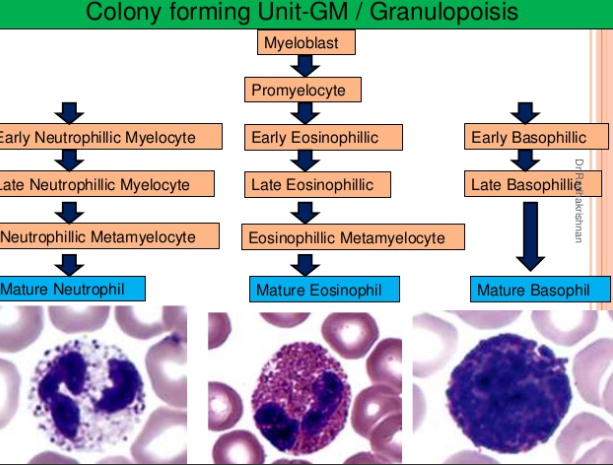 Colony forming Unit-GM / Granulopoisis
Myeloblast
Promyelocyte
Early Neutrophillic Myelocyte
Early Eosinophillic
Early Basophillic
Late Neutrophillic Myelocyte
Late Eosinophillic
Late Basophillic
Neutrophillic Metamyelocyte
Eosinophillic Metamyelocyte
Mature Neutrophil
Mature Eosinophil
Mature Basophil